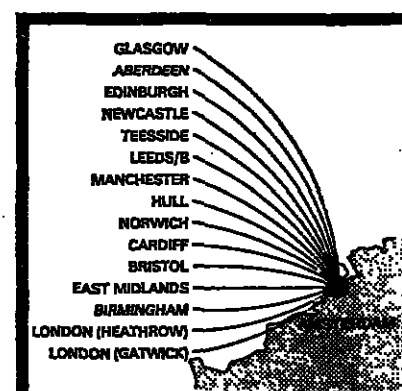 GLASGOW
ABERDEEN
EDINBURGH
NEWCASTLE
TEESSIDE
LEEDS/B
MANCHESTER
HULL
NORWICH
CARDIFF
BRISTOL
EAST MIDLANDS
BIRMINGHAM
LONDON (HEATHROW)
LONDON (GATWICK)